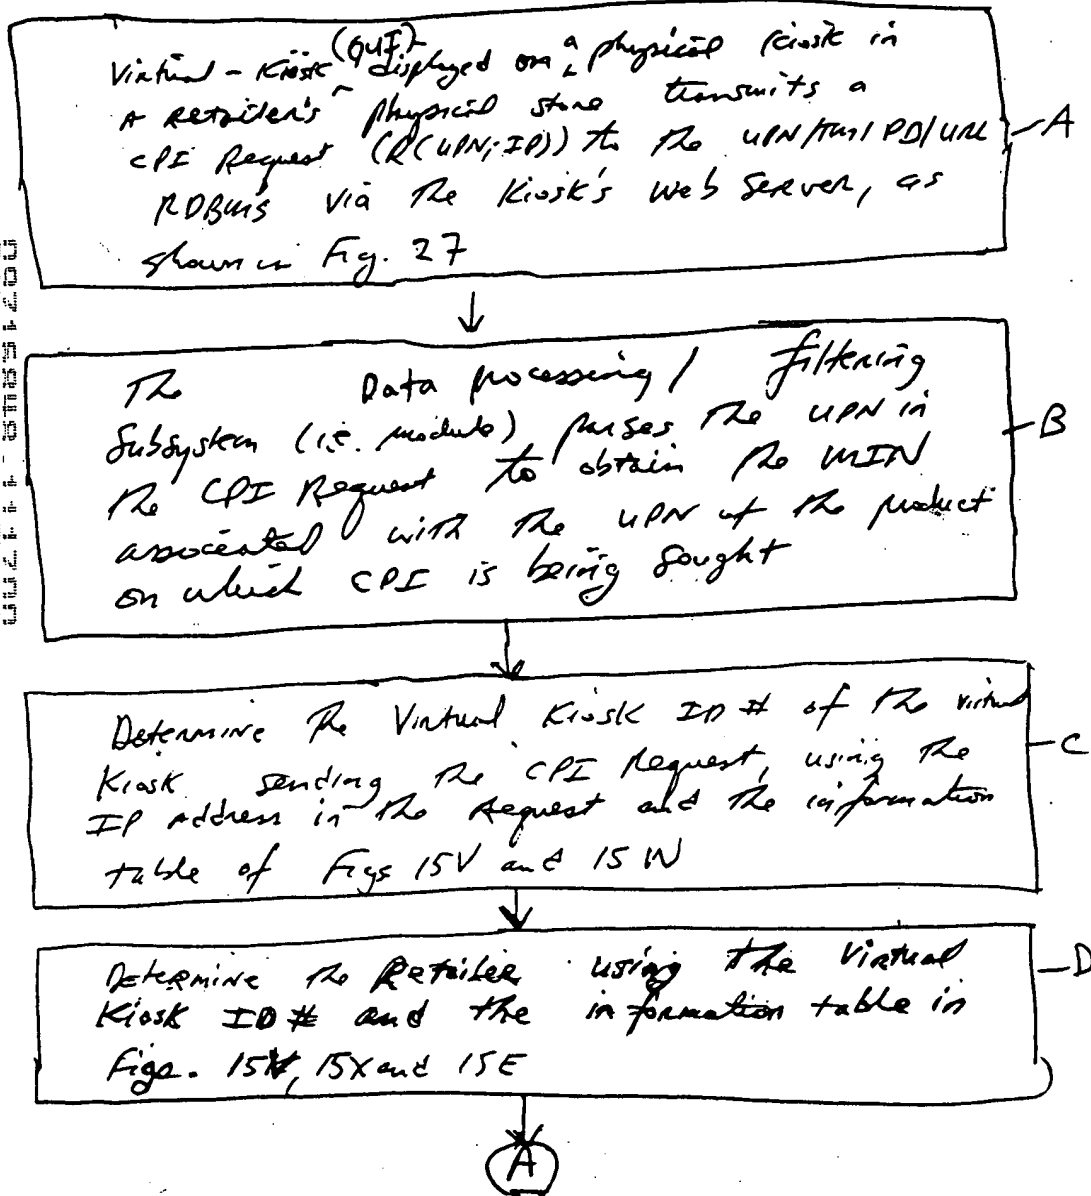 Virtual-Kiosk (GUI) displayed on a physical kiosk in
A Retailer's physical store transmits a
CPI Request (R(UPN; IP)) to the UPN/TM/PD/URL
RDBMS via the Kiosk's Web Server, as
shown in Fig. 27
A
The Data processing / filtering
Subsystem (i.e. module) parses the UPN in
the CPI Request to obtain the MIN
associated with the UPN of the product
on which CPI is being sought
B
Determine the Virtual Kiosk ID # of the virtual
Kiosk sending the CPI Request, using the
IP address in the Request and the information
table of Figs 15V and 15W
C
Determine the Retailer using the Virtual
Kiosk ID # and the information table in
Figs. 15W, 15X and 15E
D
A